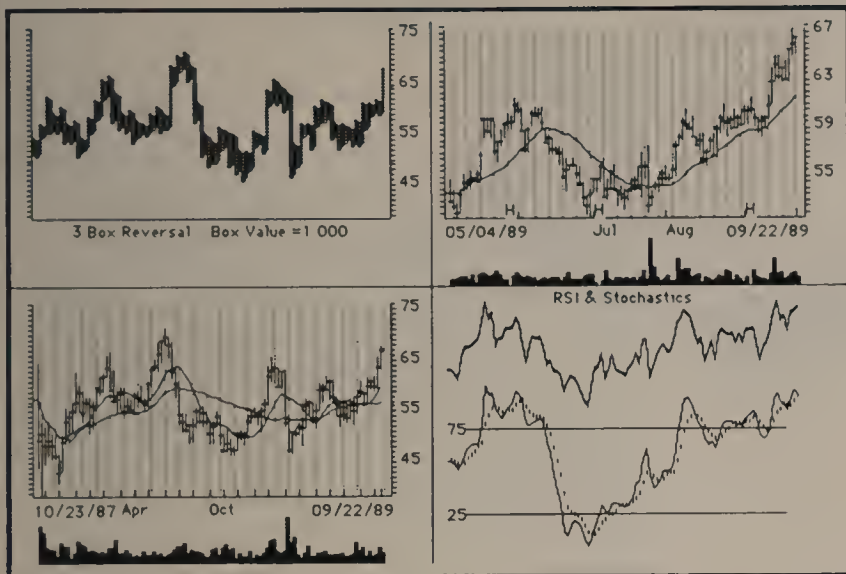 75
65
55
45
3 Box Reversal Box Value =1 000
67
63
59
55
H H H
05/04/89 Jul Aug 09/22/89
75
65
55
45
10/23/87 Apr Oct 09/22/89
RSI & Stochastics
75
25